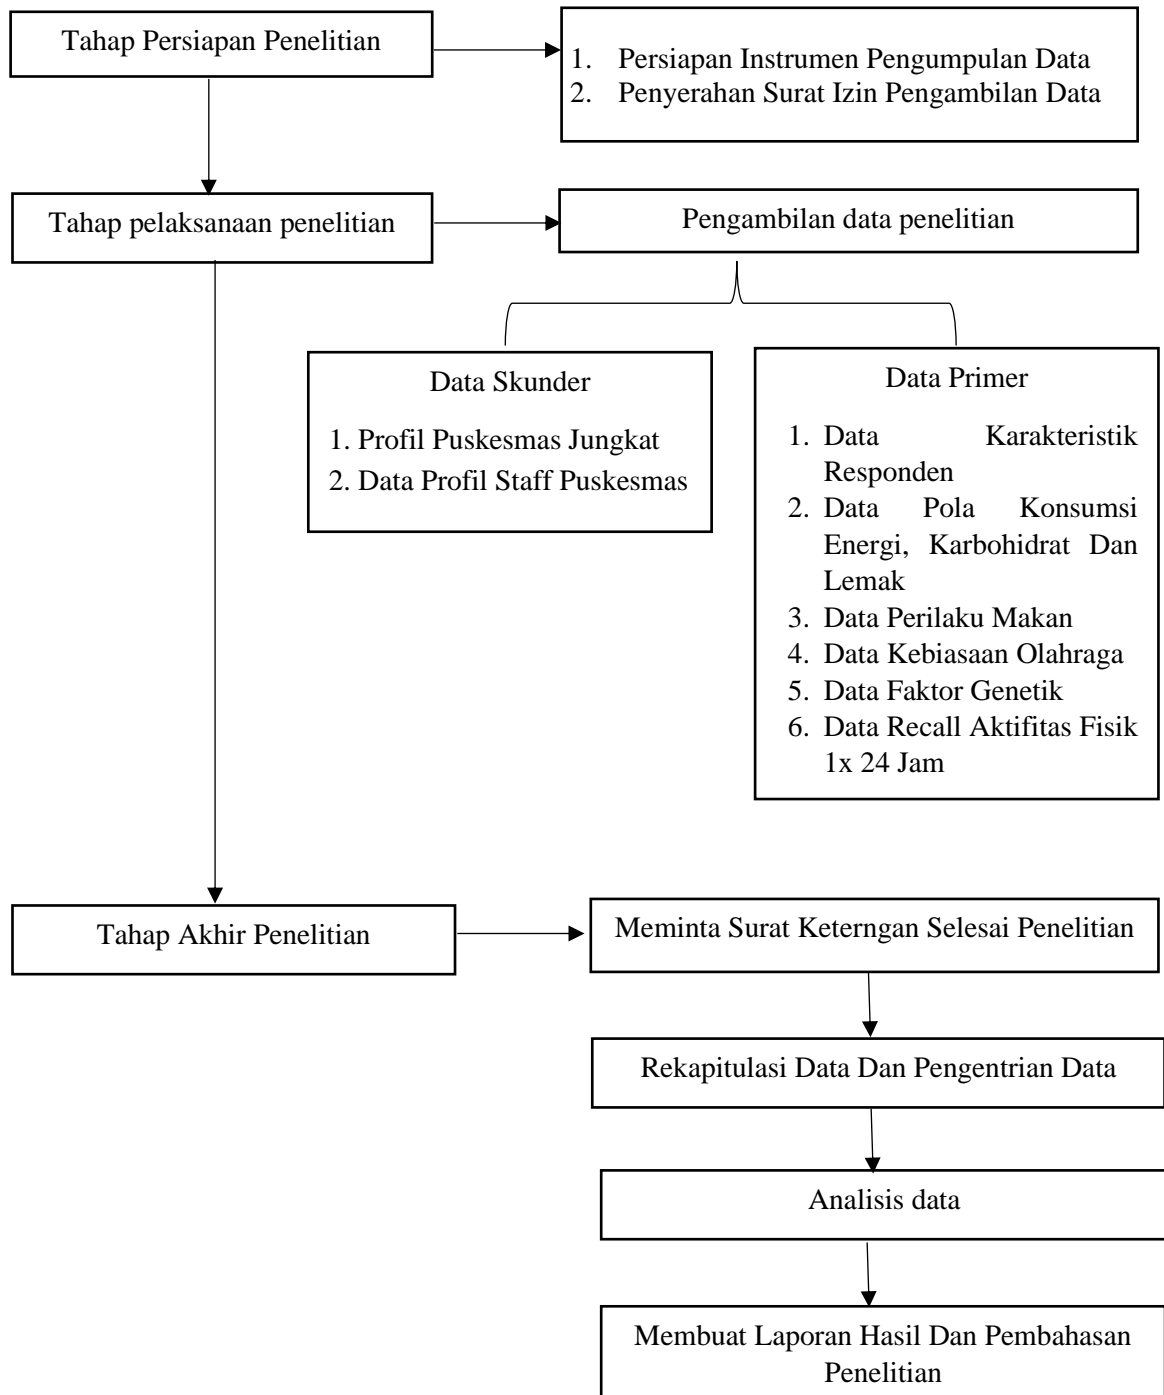 Tahap Persiapan Penelitian
1. Persiapan Instrumen Pengumpulan Data
2. Penyerahan Surat Izin Pengambilan Data
Tahap pelaksanaan penelitian
Pengambilan data penelitian
Data Skunder
1. Profil Puskesmas Jungkat
2. Data Profil Staff Puskesmas
Data Primer
1. Data Karakteristik
Responden
2. Data Pola Konsumsi
Energi, Karbohidrat Dan
Lemak
3. Data Perilaku Makan
4. Data Kebiasaan Olahraga
5. Data Faktor Genetik
6. Data Recall Aktifitas Fisik
1x 24 Jam
Tahap Akhir Penelitian
Meminta Surat Keterngan Selesai Penelitian
Rekapitulasi Data Dan Pengentrian Data
Analisis data
Membuat Laporan Hasil Dan Pembahasan
Penelitian